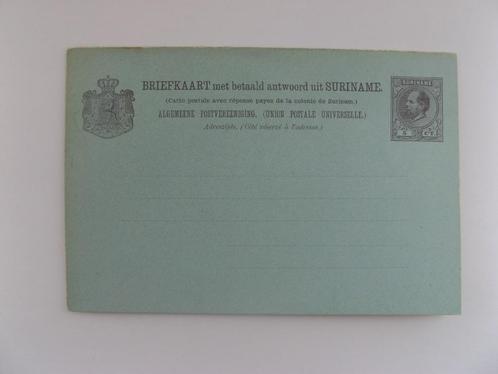 BRIEFKAART met betaald antwoord uit SURINAME.
(Carte postale avec réponse payée de la colonie de Surinam.)
ALGEMEENE POSTVEREENIGING. (UNION POSTALE UNIVERSELLE.)
Adreszijde. (Côté réservé à l'adresse.)
SURINAME
5 CT